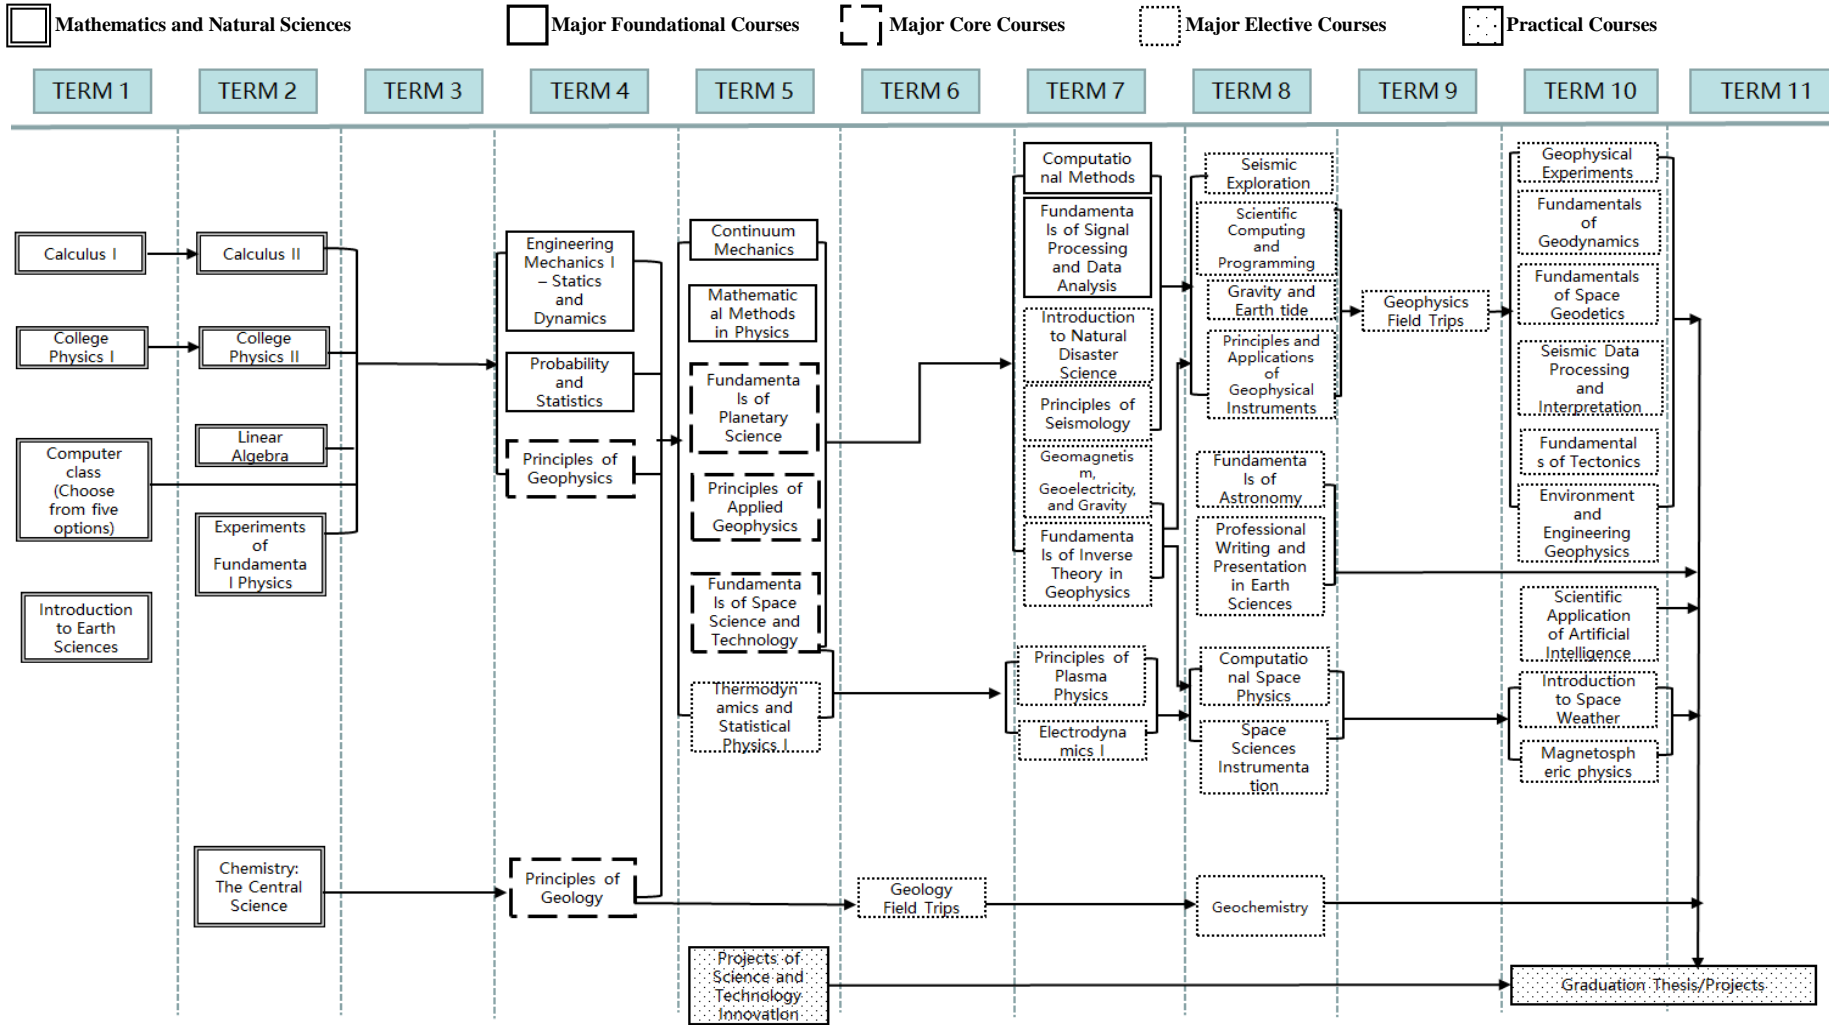 Mathematics and Natural Sciences
Major Foundational Courses
Major Core Courses
Major Elective Courses
Practical Courses
TERM 1
TERM 2
TERM 3
TERM 4
TERM 5
TERM 6
TERM 7
TERM 8
TERM 9
TERM 10
TERM 11
Calculus I
College
Physics I
Computer
class
(Choose
from five
options)
Introduction
to Earth
Sciences
Calculus II
College
Physics II
Linear
Algebra
Experiments
of
Fundamenta
l Physics
Chemistry:
The Central
Science
Engineering
Mechanics I
– Statics
and
Dynamics
Probability
and
Statistics
Principles of
Geophysics
Principles of
Geology
Continuum
Mechanics
Mathematic
al Methods
in Physics
Fundamenta
ls of
Planetary
Science
Principles of
Applied
Geophysics
Fundamenta
ls of Space
Science and
Technology
Thermodyn
amics and
Statistical
Physics I
Projects of
Science and
Technology
Innovation
Geology
Field Trips
Computatio
nal Methods
Fundamenta
ls of Signal
Processing
and Data
Analysis
Introduction
to Natural
Disaster
Science
Principles of
Seismology
Geomagnetis
m,
Geoelectricity,
and Gravity
Fundamenta
ls of Inverse
Theory in
Geophysics
Principles of
Plasma
Physics
Electrodyna
mics I
Seismic
Exploration
Scientific
Computing
and
Programming
Gravity and
Earth tide
Principles and
Applications
of
Geophysical
Instruments
Fundamenta
ls of
Astronomy
Professional
Writing and
Presentation
in Earth
Sciences
Computatio
nal Space
Physics
Space
Sciences
Instrumenta
tion
Geochemistry
Geophysics
Field Trips
Geophysical
Experiments
Fundamentals
of
Geodynamics
Fundamentals
of Space
Geodetics
Seismic Data
Processing
and
Interpretation
Fundamental
s of Tectonics
Environment
and
Engineering
Geophysics
Scientific
Application
of Artificial
Intelligence
Introduction
to Space
Weather
Magnetosph
eric physics
Graduation Thesis/Projects